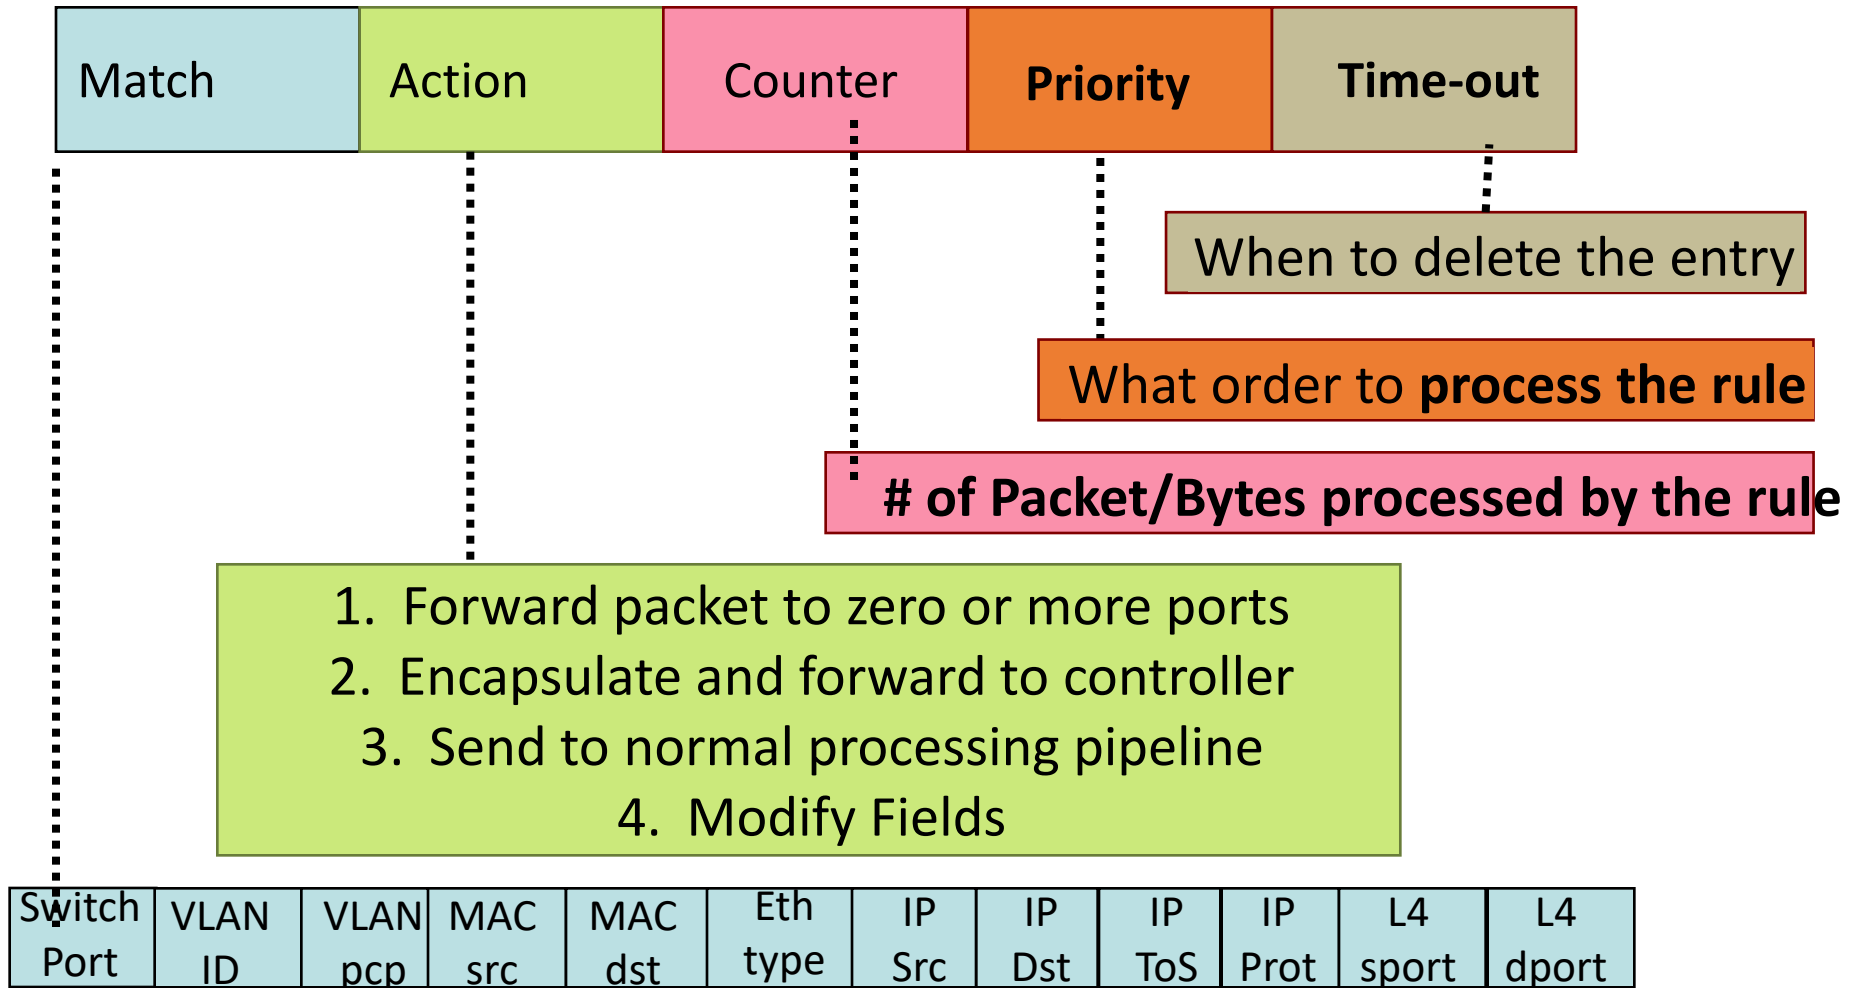 Match Action Counter Priority Time-out
When to delete the entry
What order to process the rule
# of Packet/Bytes processed by the rule
1. Forward packet to zero or more ports
2. Encapsulate and forward to controller
3. Send to normal processing pipeline
4. Modify Fields
Switch Port
VLAN ID
VLAN pcp
MAC src
MAC dst
Eth type
IP Src
IP Dst
IP ToS
IP Prot
L4 sport
L4 dport